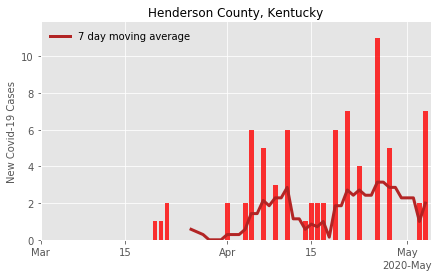 Henderson County, Kentucky
7 day moving average
New Covid-19 Cases
10
8
6
4
2
0
Mar 15 Apr 15 May
2020-May